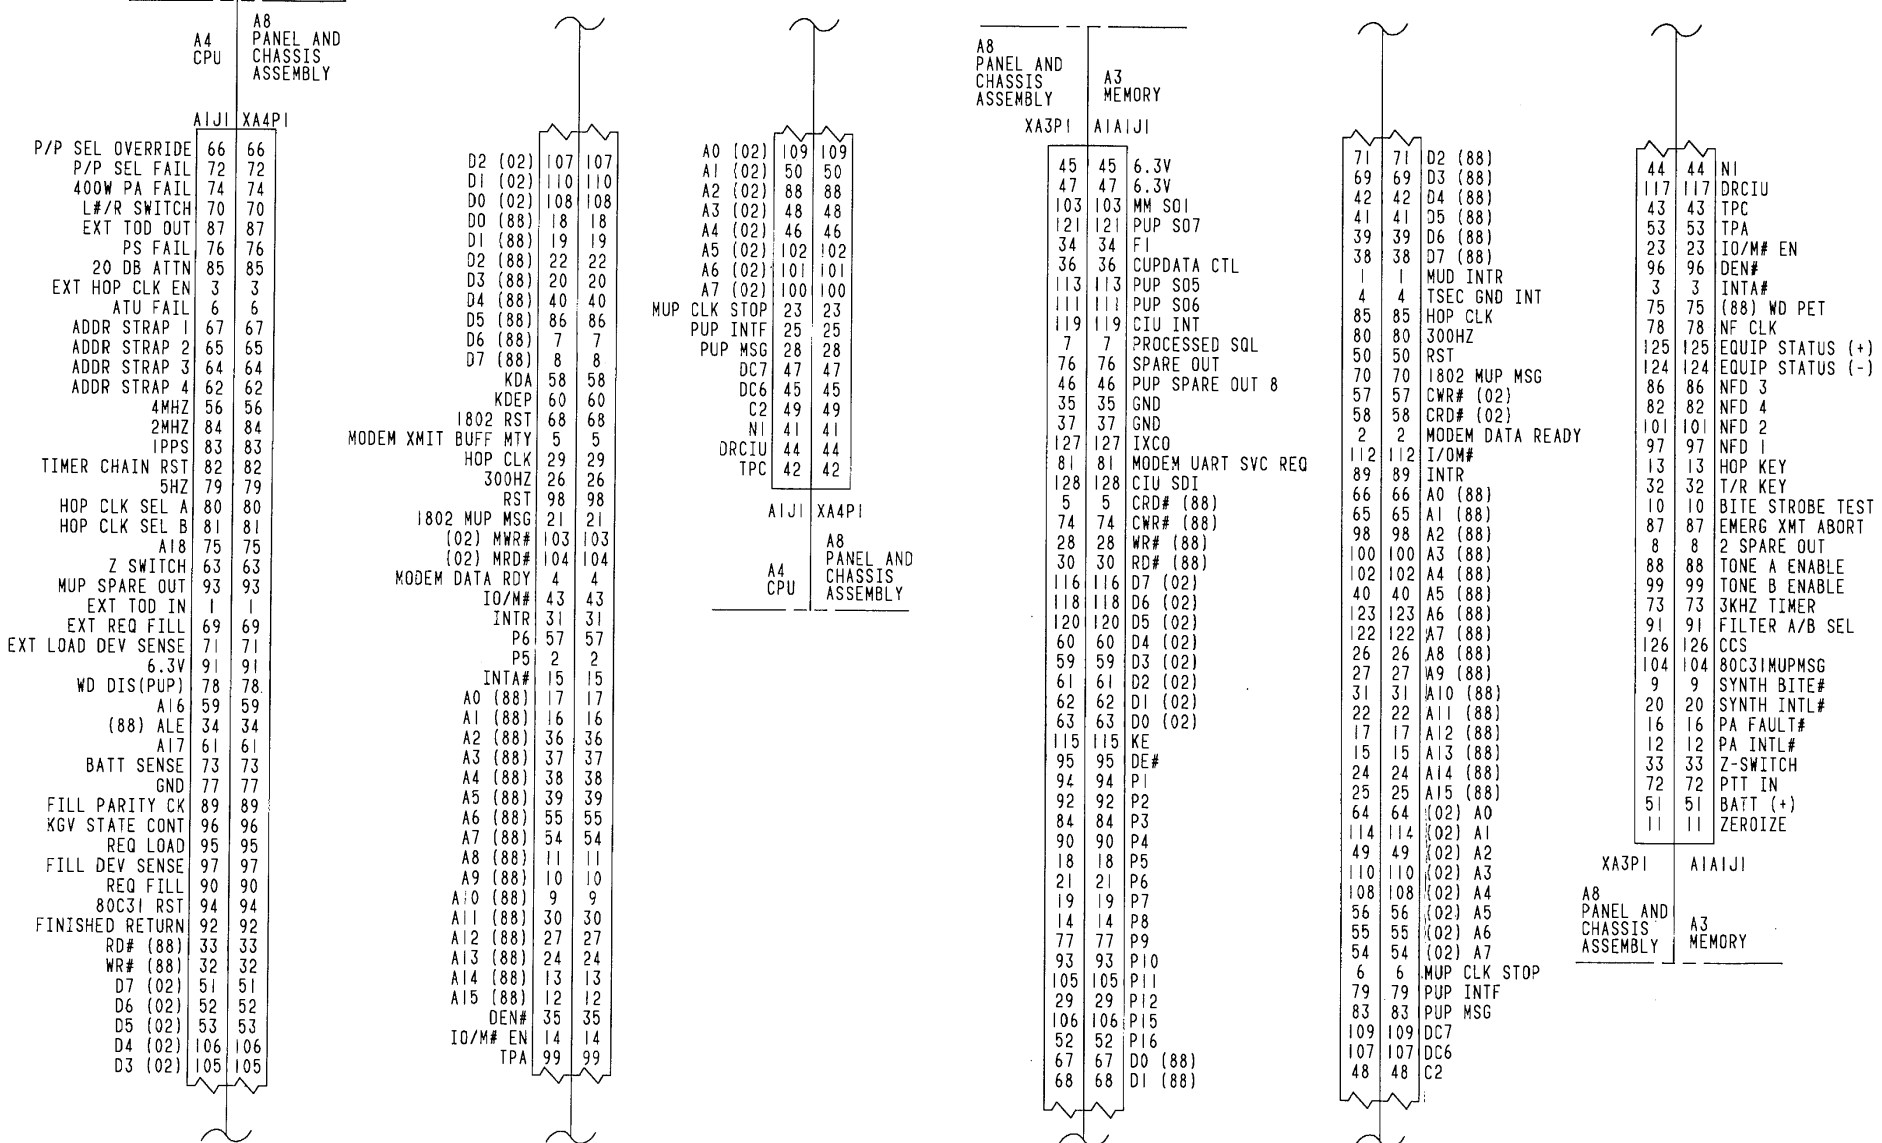 A4
CPU
A8
PANEL AND
CHASSIS
ASSEMBLY
A1J1 XA4P1
P/P SEL OVERRIDE 66 66
P/P SEL FAIL 72 72
400W PA FAIL 74 74
L#/R SWITCH 70 70
EXT TOD OUT 87 87
PS FAIL 76 76
20 DB ATTN 85 85
EXT HOP CLK EN 3 3
ATU FAIL 6 6
ADDR STRAP 1 67 67
ADDR STRAP 2 65 65
ADDR STRAP 3 64 64
ADDR STRAP 4 62 62
4MHZ 56 56
2MHZ 84 84
1PPS 83 83
TIMER CHAIN RST 82 82
5HZ 79 79
HOP CLK SEL A 80 80
HOP CLK SEL B 81 81
A18 75 75
Z SWITCH 63 63
MUP SPARE OUT 93 93
EXT TOD IN 1 1
EXT REQ FILL 69 69
EXT LOAD DEV SENSE 71 71
6.3V 91 91
WD DIS(PUP) 78 78
A16 59 59
(88) ALE 34 34
A17 61 61
BATT SENSE 73 73
GND 77 77
FILL PARITY CK 89 89
KGV STATE CONT 96 96
REQ LOAD 95 95
FILL DEV SENSE 97 97
REQ FILL 90 90
80C31 RST 94 94
FINISHED RETURN 92 92
RD# (88) 33 33
WR# (88) 32 32
D7 (02) 51 51
D6 (02) 52 52
D5 (02) 53 53
D4 (02) 106 106
D3 (02) 105 105
D2 (02) 107 107
D1 (02) 110 110
D0 (02) 108 108
D0 (88) 18 18
D1 (88) 19 19
D2 (88) 22 22
D3 (88) 20 20
D4 (88) 40 40
D5 (88) 86 86
D6 (88) 7 7
D7 (88) 8 8
KDA 58 58
KDEP 60 60
1802 RST 68 68
MODEM XMIT BUFF MTY 5 5
HOP CLK 29 29
300HZ 26 26
RST 98 98
1802 MUP MSG 21 21
(02) MWR# 103 103
(02) MRD# 104 104
MODEM DATA RDY 4 4
IO/M# 43 43
INTR 31 31
P6 57 57
P5 2 2
INTA# 15 15
A0 (88) 17 17
A1 (88) 16 16
A2 (88) 36 36
A3 (88) 37 37
A4 (88) 38 38
A5 (88) 39 39
A6 (88) 55 55
A7 (88) 54 54
A8 (88) 11 11
A9 (88) 10 10
A10 (88) 9 9
A11 (88) 30 30
A12 (88) 27 27
A13 (88) 24 24
A14 (88) 13 13
A15 (88) 12 12
DEN# 35 35
IO/M# EN 14 14
TPA 99 99
A0 (02) 109 109
A1 (02) 50 50
A2 (02) 88 88
A3 (02) 48 48
A4 (02) 46 46
A5 (02) 102 102
A6 (02) 101 101
A7 (02) 100 100
MUP CLK STOP 23 23
PUP INTF 25 25
PUP MSG 28 28
DC7 47 47
DC6 45 45
C2 49 49
N1 41 41
DRCIU 44 44
TPC 42 42
A1J1 XA4P1
A4
CPU
A8
PANEL AND
CHASSIS
ASSEMBLY
A8
PANEL AND
CHASSIS
ASSEMBLY
A3
MEMORY
XA3P1 A1A1J1
45 45 6.3V
47 47 6.3V
103 103 MM SO1
121 121 PUP SO7
34 34 F1
36 36 CUPDATA CTL
113 113 PUP SO5
111 111 PUP SO6
119 119 CIU INT
7 7 PROCESSED SQL
76 76 SPARE OUT
46 46 PUP SPARE OUT 8
35 35 GND
37 37 GND
127 127 IXCO
81 81 MODEM UART SVC REQ
128 128 CIU SDI
5 5 CRD# (88)
74 74 CWR# (88)
28 28 WR# (88)
30 30 RD# (88)
116 116 D7 (02)
118 118 D6 (02)
120 120 D5 (02)
60 60 D4 (02)
59 59 D3 (02)
61 61 D2 (02)
62 62 D1 (02)
63 63 D0 (02)
115 115 KE
95 95 DE#
94 94 P1
92 92 P2
84 84 P3
90 90 P4
18 18 P5
21 21 P6
19 19 P7
14 14 P8
77 77 P9
93 93 P10
105 105 P11
29 29 P12
106 106 P15
52 52 P16
67 67 D0 (88)
68 68 D1 (88)
71 71 D2 (88)
69 69 D3 (88)
42 42 D4 (88)
41 41 D5 (88)
39 39 D6 (88)
38 38 D7 (88)
1 1 MUD INTR
4 4 TSEC GND INT
85 85 HOP CLK
80 80 300HZ
50 50 RST
70 70 1802 MUP MSG
57 57 CWR# (02)
58 58 CRD# (02)
2 2 MODEM DATA READY
112 112 I/OM#
89 89 INTR
66 66 A0 (88)
65 65 A1 (88)
98 98 A2 (88)
100 100 A3 (88)
102 102 A4 (88)
40 40 A5 (88)
123 123 A6 (88)
122 122 A7 (88)
26 26 A8 (88)
27 27 A9 (88)
31 31 A10 (88)
22 22 A11 (88)
17 17 A12 (88)
15 15 A13 (88)
24 24 A14 (88)
25 25 A15 (88)
64 64 (02) A0
114 114 (02) A1
49 49 (02) A2
110 110 (02) A3
108 108 (02) A4
56 56 (02) A5
55 55 (02) A6
54 54 (02) A7
6 6 MUP CLK STOP
79 79 PUP INTF
83 83 PUP MSG
109 109 DC7
107 107 DC6
48 48 C2
44 44 N1
117 117 DRCIU
43 43 TPC
53 53 TPA
23 23 IO/M# EN
96 96 DEN#
3 3 INTA#
75 75 (88) WD PET
78 78 NF CLK
125 125 EQUIP STATUS (+)
124 124 EQUIP STATUS (-)
86 86 NFD 3
82 82 NFD 4
101 101 NFD 2
97 97 NFD 1
13 13 HOP KEY
32 32 T/R KEY
10 10 BITE STROBE TEST
87 87 EMERG XMT ABORT
8 8 2 SPARE OUT
88 88 TONE A ENABLE
99 99 TONE B ENABLE
73 73 3KHZ TIMER
91 91 FILTER A/B SEL
126 126 CCS
104 104 80C31MUPMSG
9 9 SYNTH BITE#
20 20 SYNTH INTL#
16 16 PA FAULT#
12 12 PA INTL#
33 33 Z-SWITCH
72 72 PTT IN
51 51 BATT (+)
11 11 ZEROIZE
XA3P1 A1A1J1
A8
PANEL AND
CHASSIS
ASSEMBLY
A3
MEMORY